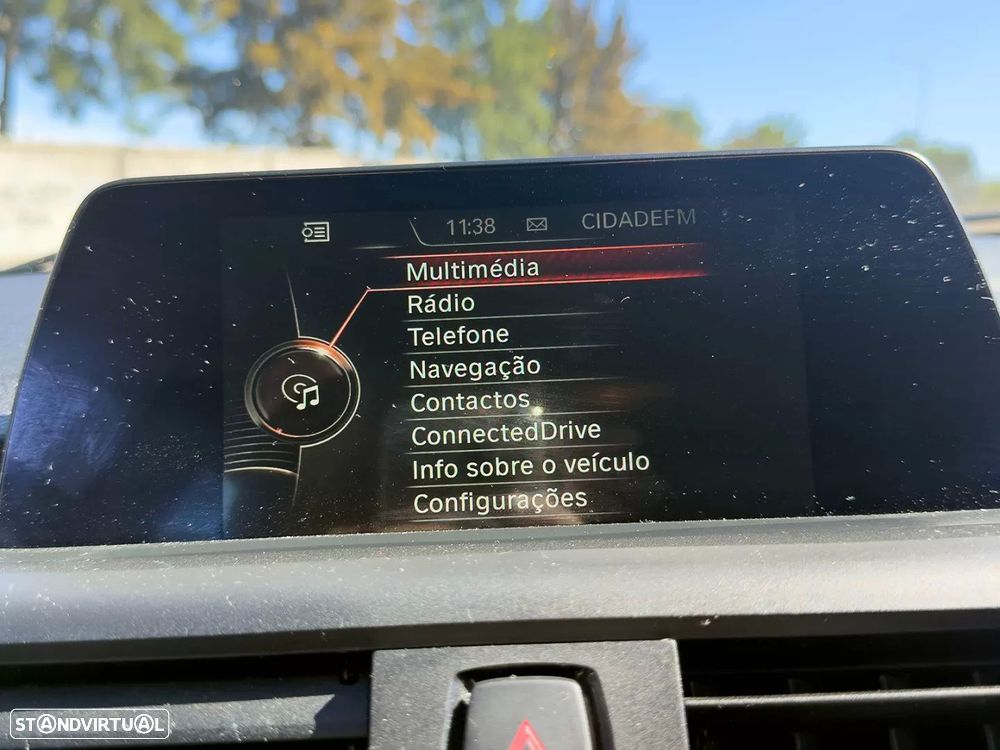 11:38 CIDADEFM
Multimédia
Rádio
Telefone
Navegação
Contactos
ConnectedDrive
Info sobre o veículo
Configurações
STANDVIRTUAL